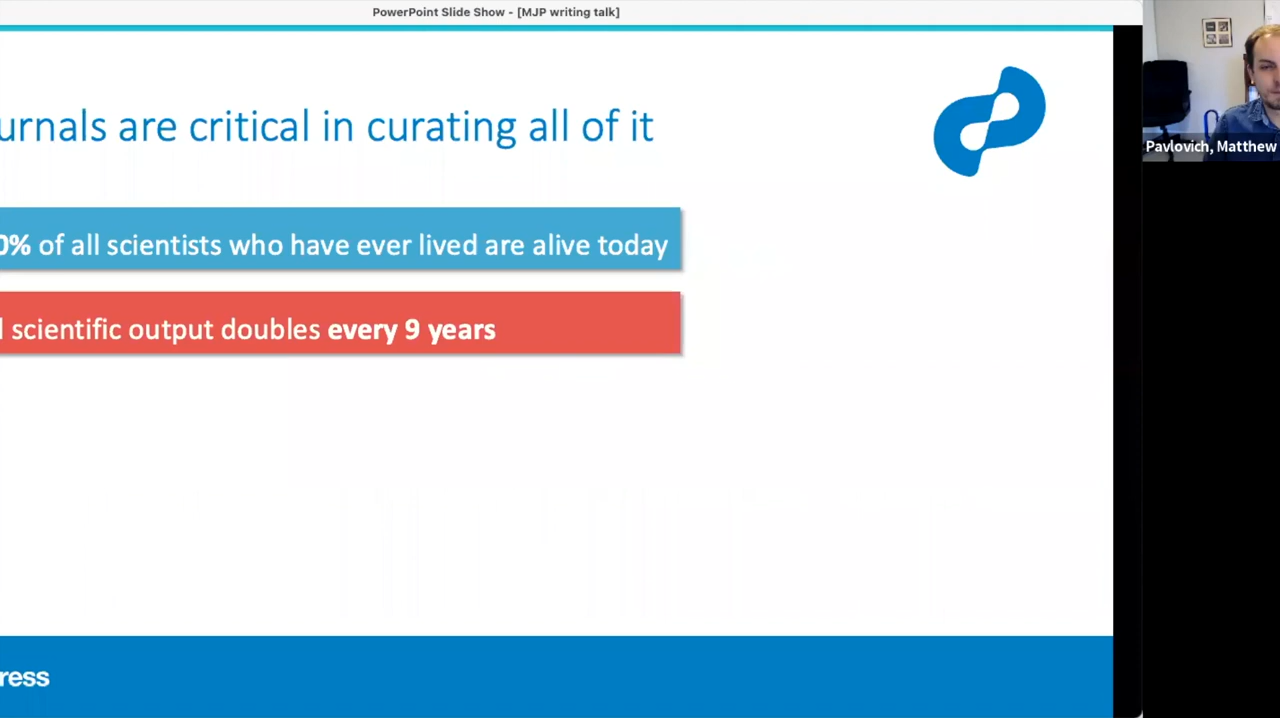 PowerPoint Slide Show - [MJP writing talk]
urnals are critical in curating all of it
0% of all scientists who have ever lived are alive today
l scientific output doubles every 9 years
Pavlovich, Matthew
ress